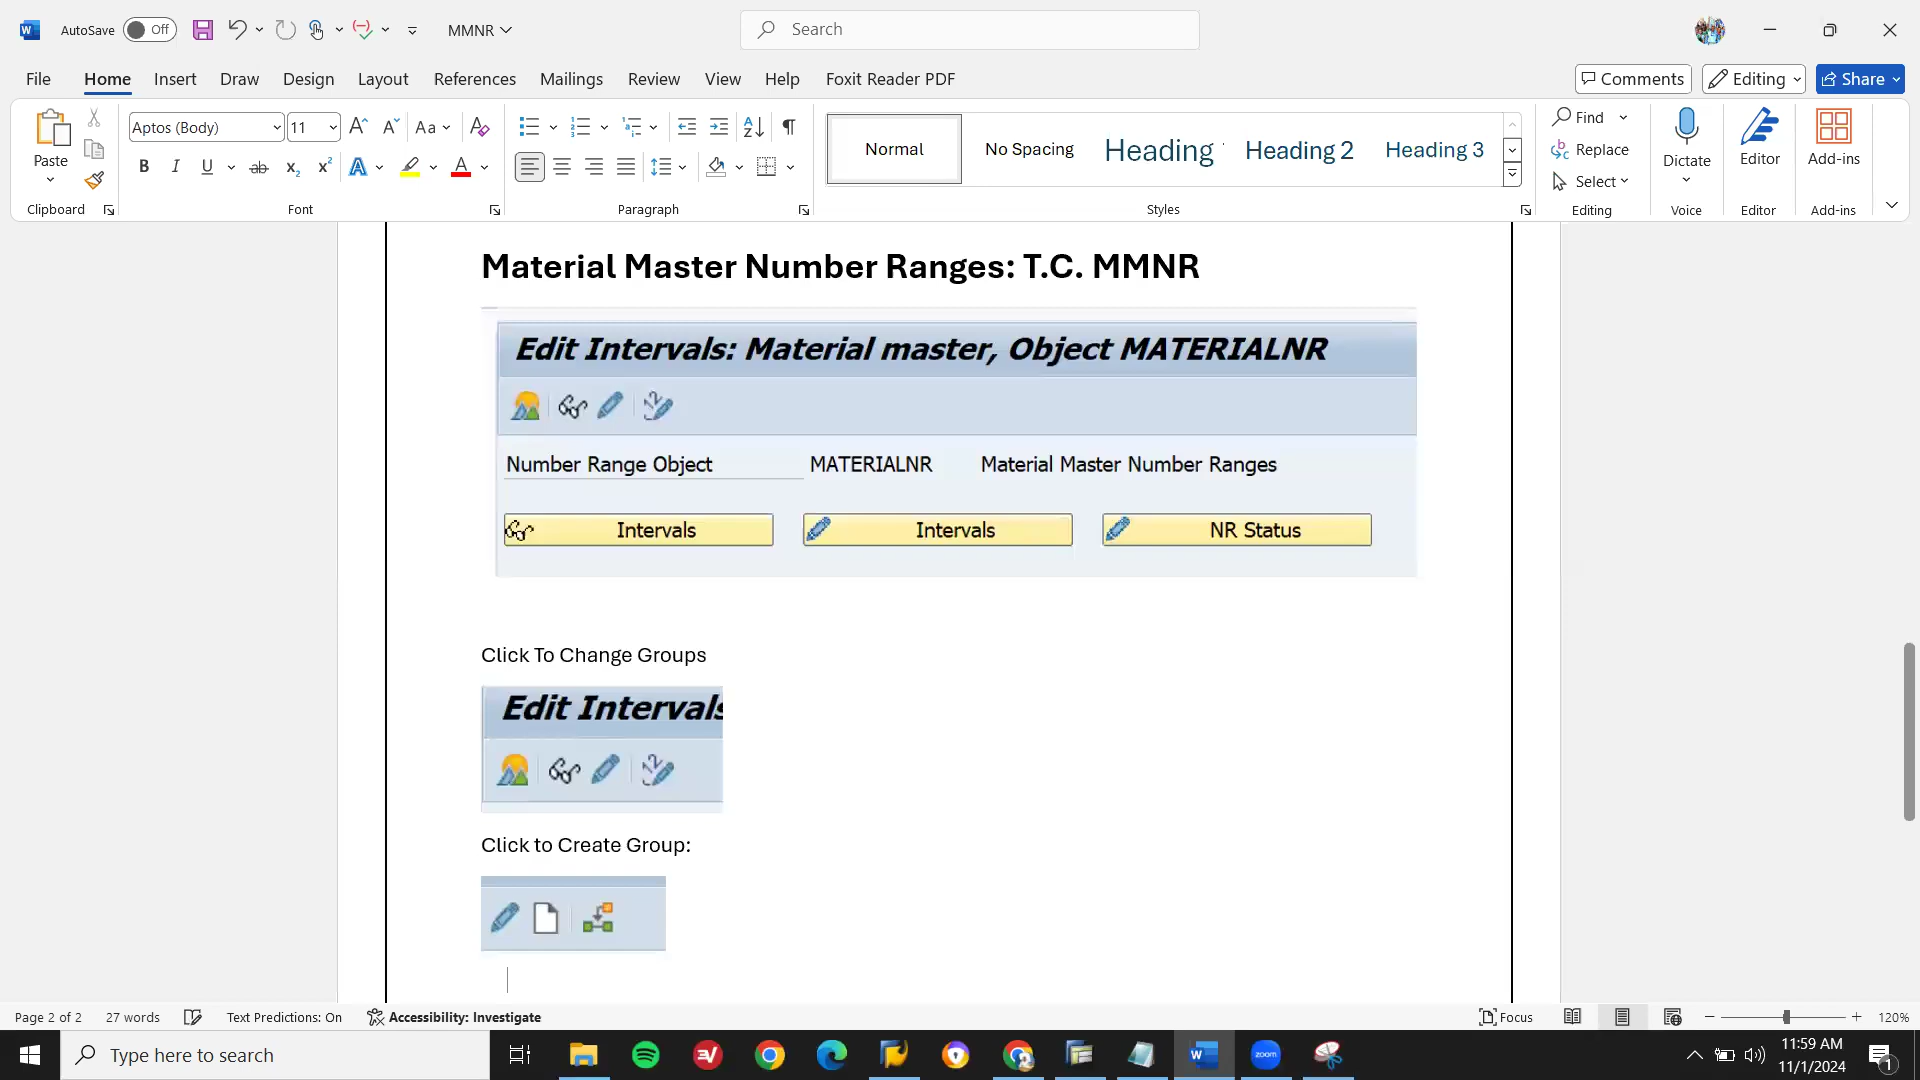 AutoSave Off MMNR Search
File Home Insert Draw Design Layout References Mailings Review View Help Foxit Reader PDF Comments Editing Share
Paste Aptos (Body) 11 Aa Normal No Spacing Heading Heading 2 Heading 3 Find Replace Select Dictate Editor Add-ins
Clipboard Font Paragraph Styles Editing Voice Editor Add-ins
Material Master Number Ranges: T.C. MMNR
Edit Intervals: Material master, Object MATERIALNR
Number Range Object MATERIALNR Material Master Number Ranges
Intervals Intervals NR Status
Click To Change Groups
Edit Intervals
Click to Create Group:
Page 2 of 2 27 words Text Predictions: On Accessibility: Investigate Focus 120%
Type here to search zoom 11:59 AM
11/1/2024 1